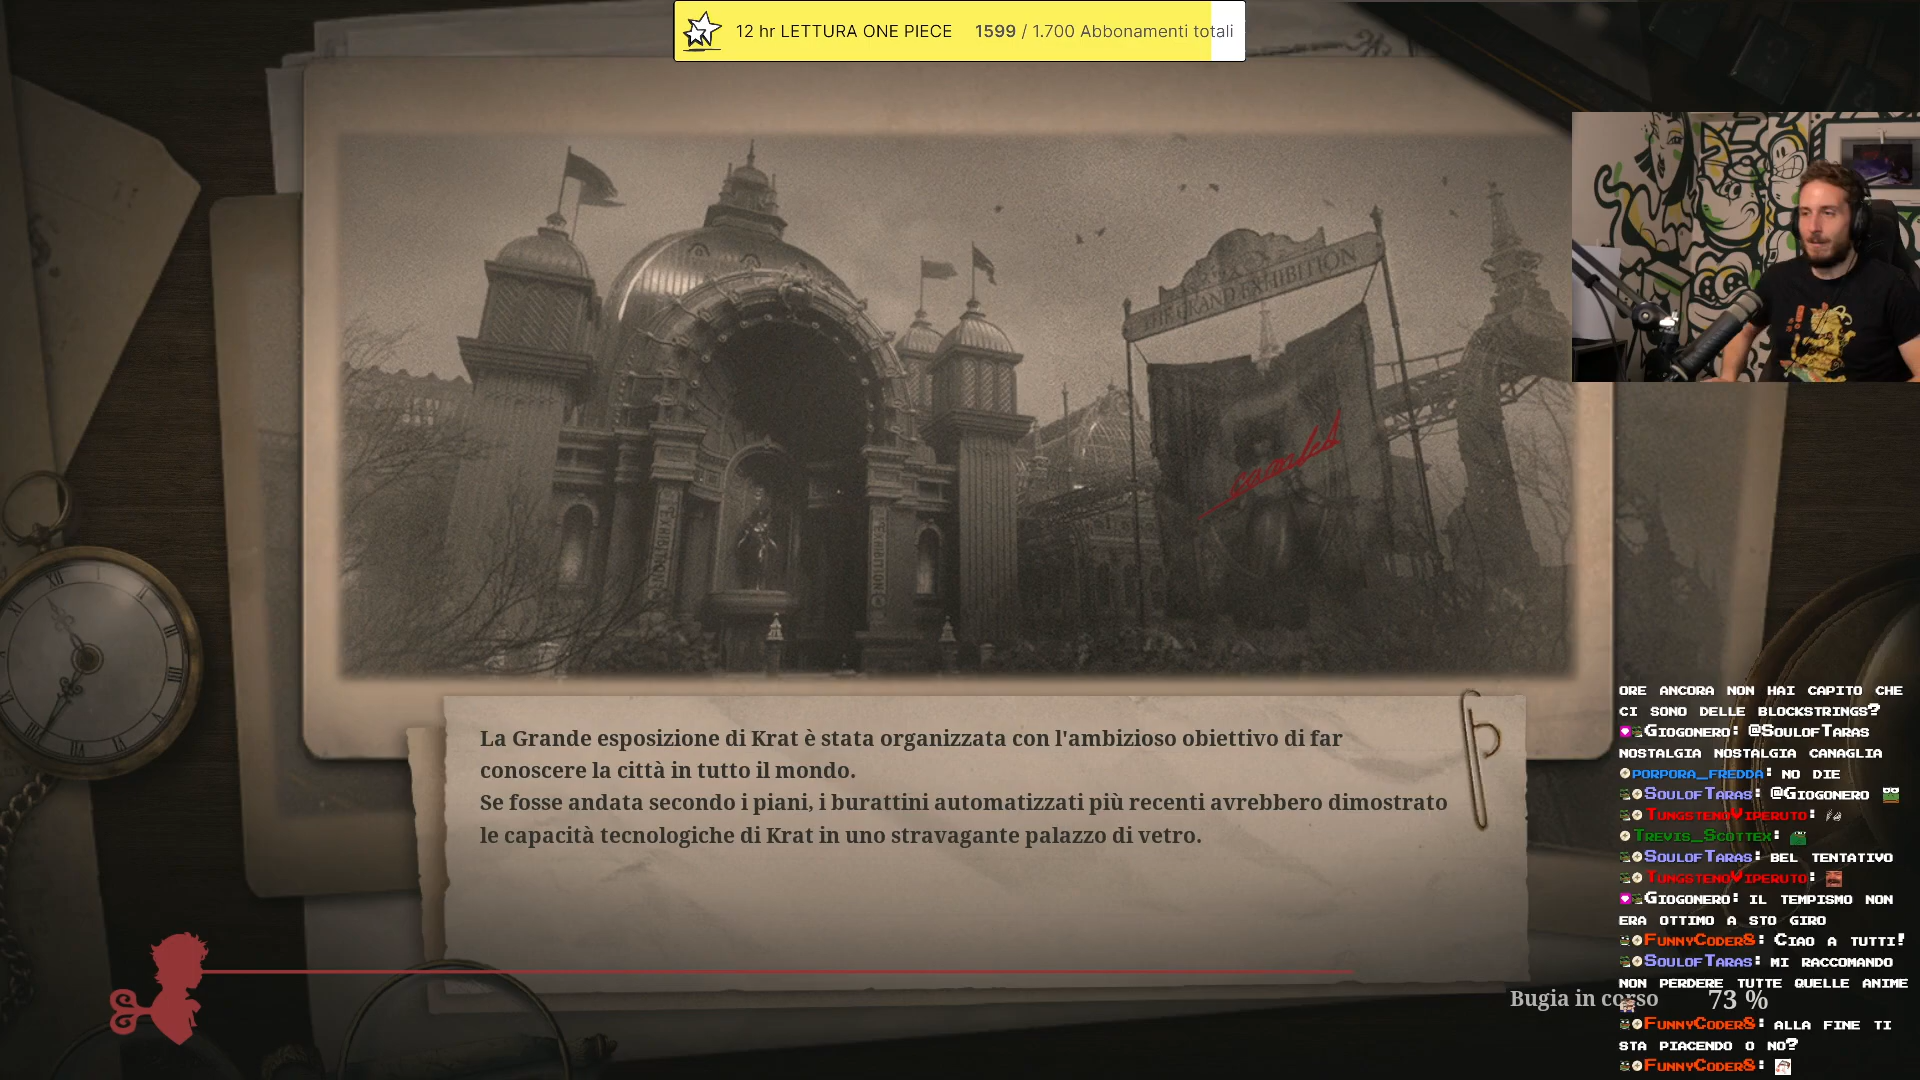 12 hr LETTURA ONE PIECE 1599 / 1.700 Abbonamenti totali
THE GRAND EXHIBITION
EXHIBITION
EXHIBITION
La Grande esposizione di Krat è stata organizzata con l'ambizioso obiettivo di far
conoscere la città in tutto il mondo.
Se fosse andata secondo i piani, i burattini automatizzati più recenti avrebbero dimostrato
le capacità tecnologiche di Krat in uno stravagante palazzo di vetro.
Bugia in corso 73 %
ORE ANCORA NON HAI CAPITO CHE
CI SONO DELLE BLOCKSTRINGS?
GIOGONERO: @SOULOFTARAS
NOSTALGIA NOSTALGIA CANAGLIA
PORPORA_FREDDA: NO DIE
SOULOFTARAS: @GIOGONERO
TUNGSTENOVIPERUTO:
TREVIS_SCOTTEX:
SOULOFTARAS: BEL TENTATIVO
TUNGSTENOVIPERUTO:
GIOGONERO: IL TEMPISMO NON
ERA OTTIMO A STO GIRO
FUNNYCODER8: CIAO A TUTTI!
SOULOFTARAS: MI RACCOMANDO
NON PERDERE TUTTE QUELLE ANIME
FUNNYCODER8: ALLA FINE TI
STA PIACENDO O NO?
FUNNYCODER8: